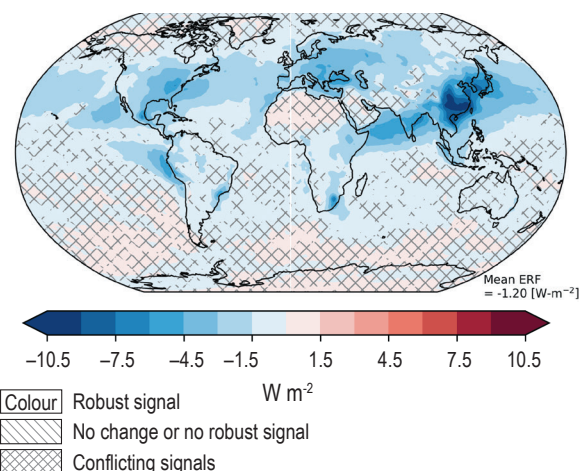 Mean ERF
= -1.20 [W-m⁻²]
−10.5 −7.5 −4.5 −1.5 1.5 4.5 7.5 10.5
W m⁻²
Colour Robust signal
No change or no robust signal
Conflicting signals